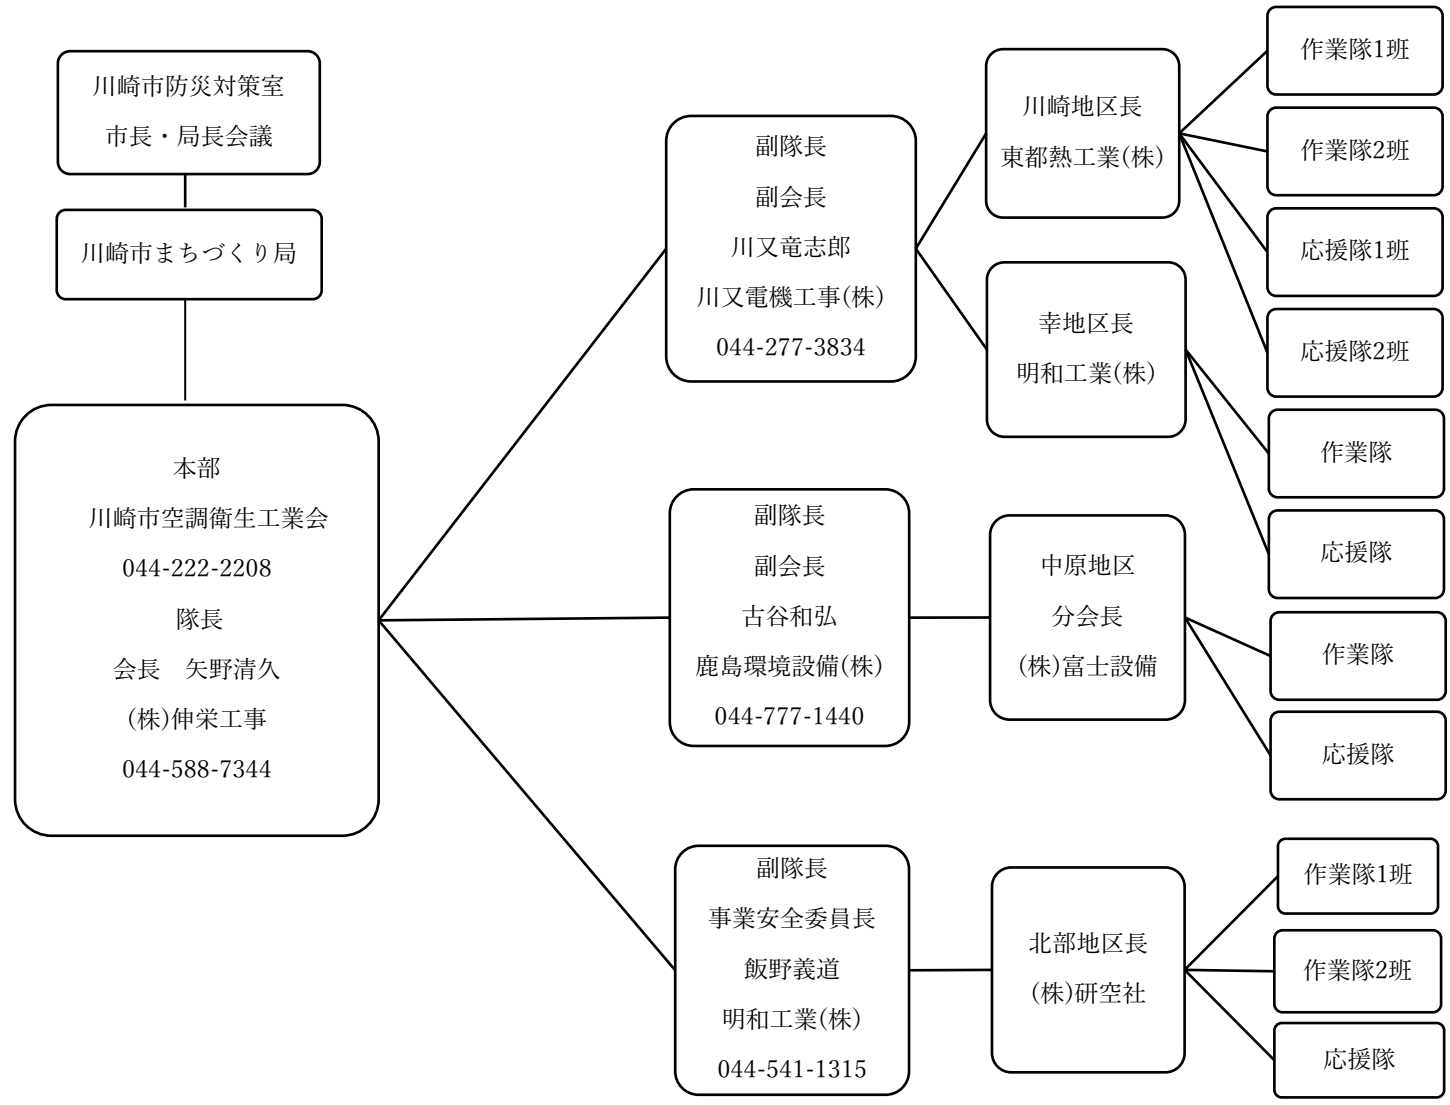 川崎市防災対策室
市長・局長会議
川崎市まちづくり局
本部
川崎市空調衛生工業会
044-222-2208
隊長
会長　矢野清久
(株)伸栄工事
044-588-7344
副隊長
副会長
川又竜志郎
川又電機工事(株)
044-277-3834
川崎地区長
東都熱工業(株)
作業隊1班
作業隊2班
応援隊1班
応援隊2班
幸地区長
明和工業(株)
作業隊
応援隊
副隊長
副会長
古谷和弘
鹿島環境設備(株)
044-777-1440
中原地区
分会長
(株)富士設備
作業隊
応援隊
副隊長
事業安全委員長
飯野義道
明和工業(株)
044-541-1315
北部地区長
(株)研空社
作業隊1班
作業隊2班
応援隊